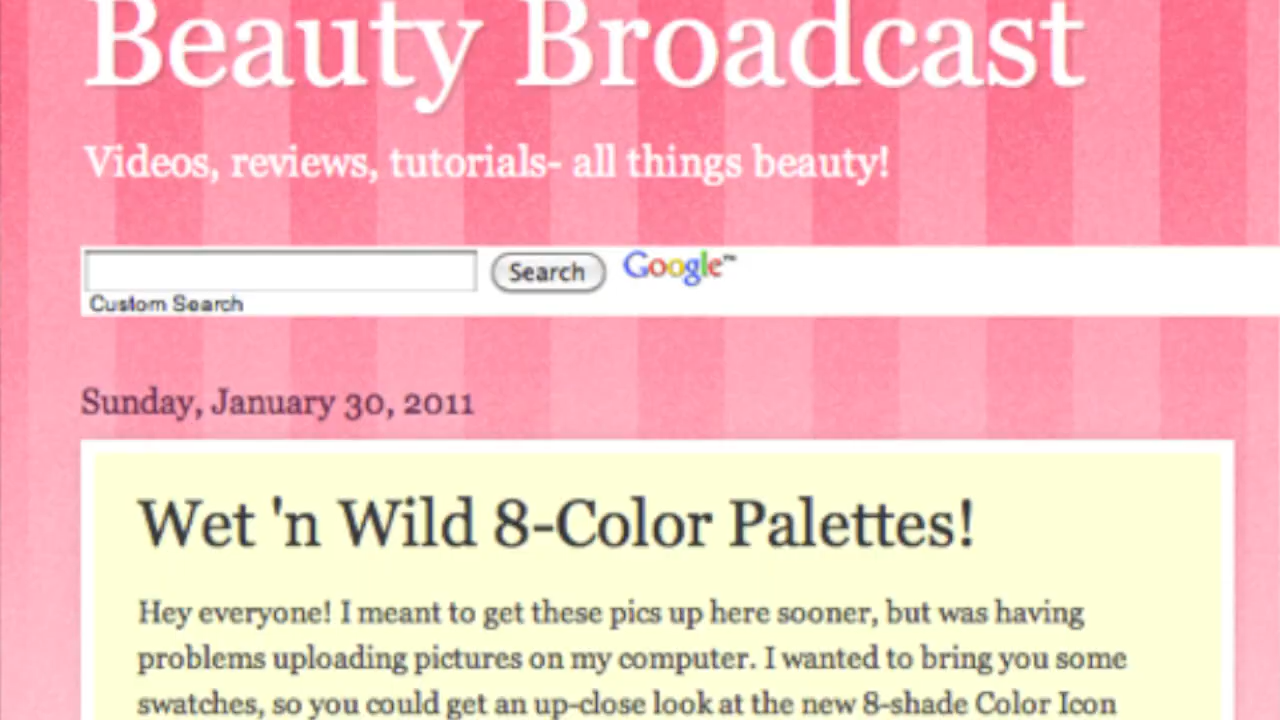 Beauty Broadcast
Videos, reviews, tutorials- all things beauty!
Search Google™
Custom Search
Sunday, January 30, 2011
Wet 'n Wild 8-Color Palettes!
Hey everyone! I meant to get these pics up here sooner, but was having
problems uploading pictures on my computer. I wanted to bring you some
swatches, so you could get an up-close look at the new 8-shade Color Icon